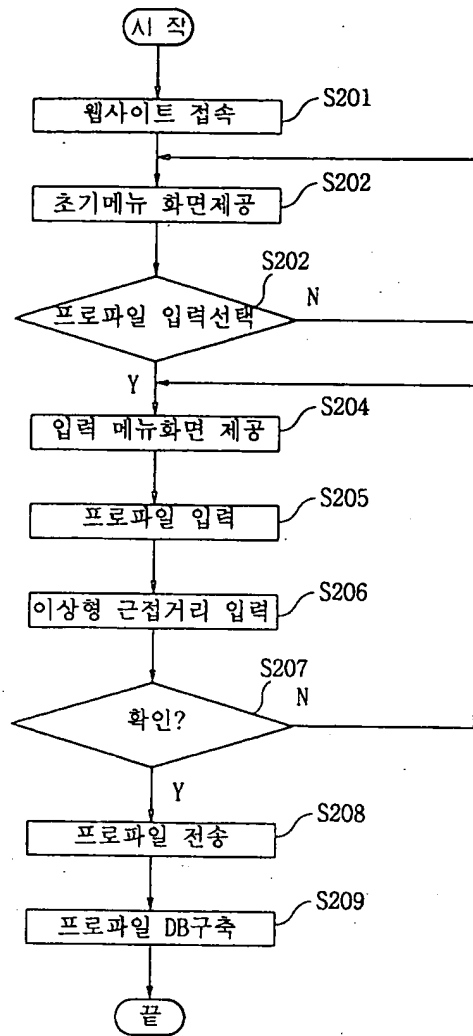 시 작
S201
웹사이트 접속
S202
초기메뉴 화면제공
S202
프로파일 입력선택
N
Y
S204
입력 메뉴화면 제공
S205
프로파일 입력
S206
이상형 근접거리 입력
S207
확인?
N
Y
S208
프로파일 전송
S209
프로파일 DB구축
끝